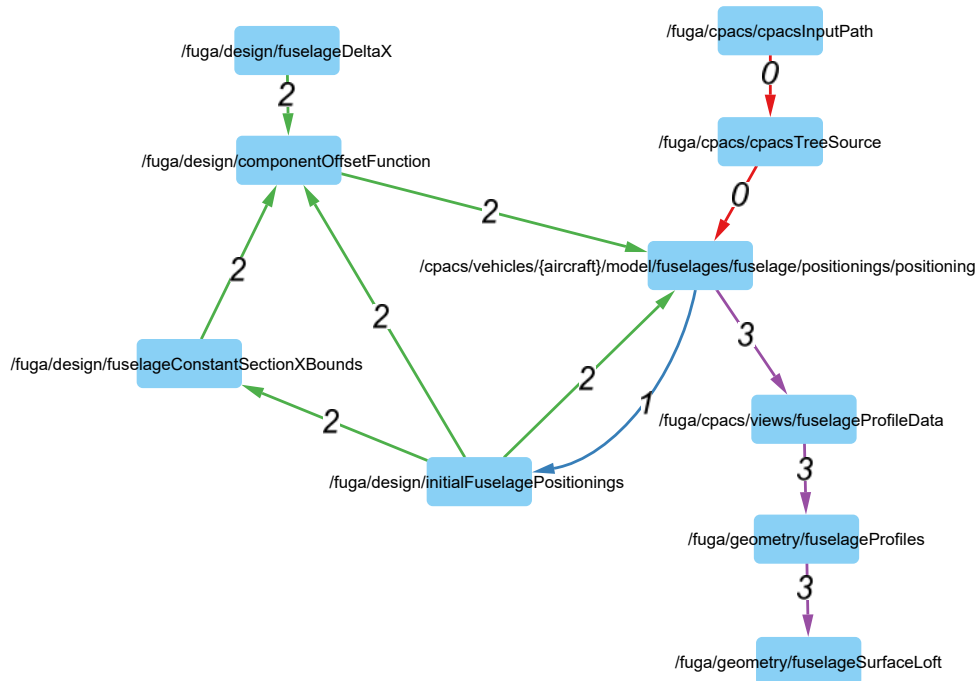 /fuga/cpacs/cpacsInputPath
/fuga/design/fuselageDeltaX
0
2
/fuga/cpacs/cpacsTreeSource
/fuga/design/componentOffsetFunction
0
2
/cpacs/vehicles/{aircraft}/model/fuselages/fuselage/positionings/positioning
2
2
3
/fuga/design/fuselageConstantSectionXBounds
2
1
2
/fuga/cpacs/views/fuselageProfileData
3
/fuga/design/initialFuselagePositionings
/fuga/geometry/fuselageProfiles
3
/fuga/geometry/fuselageSurfaceLoft